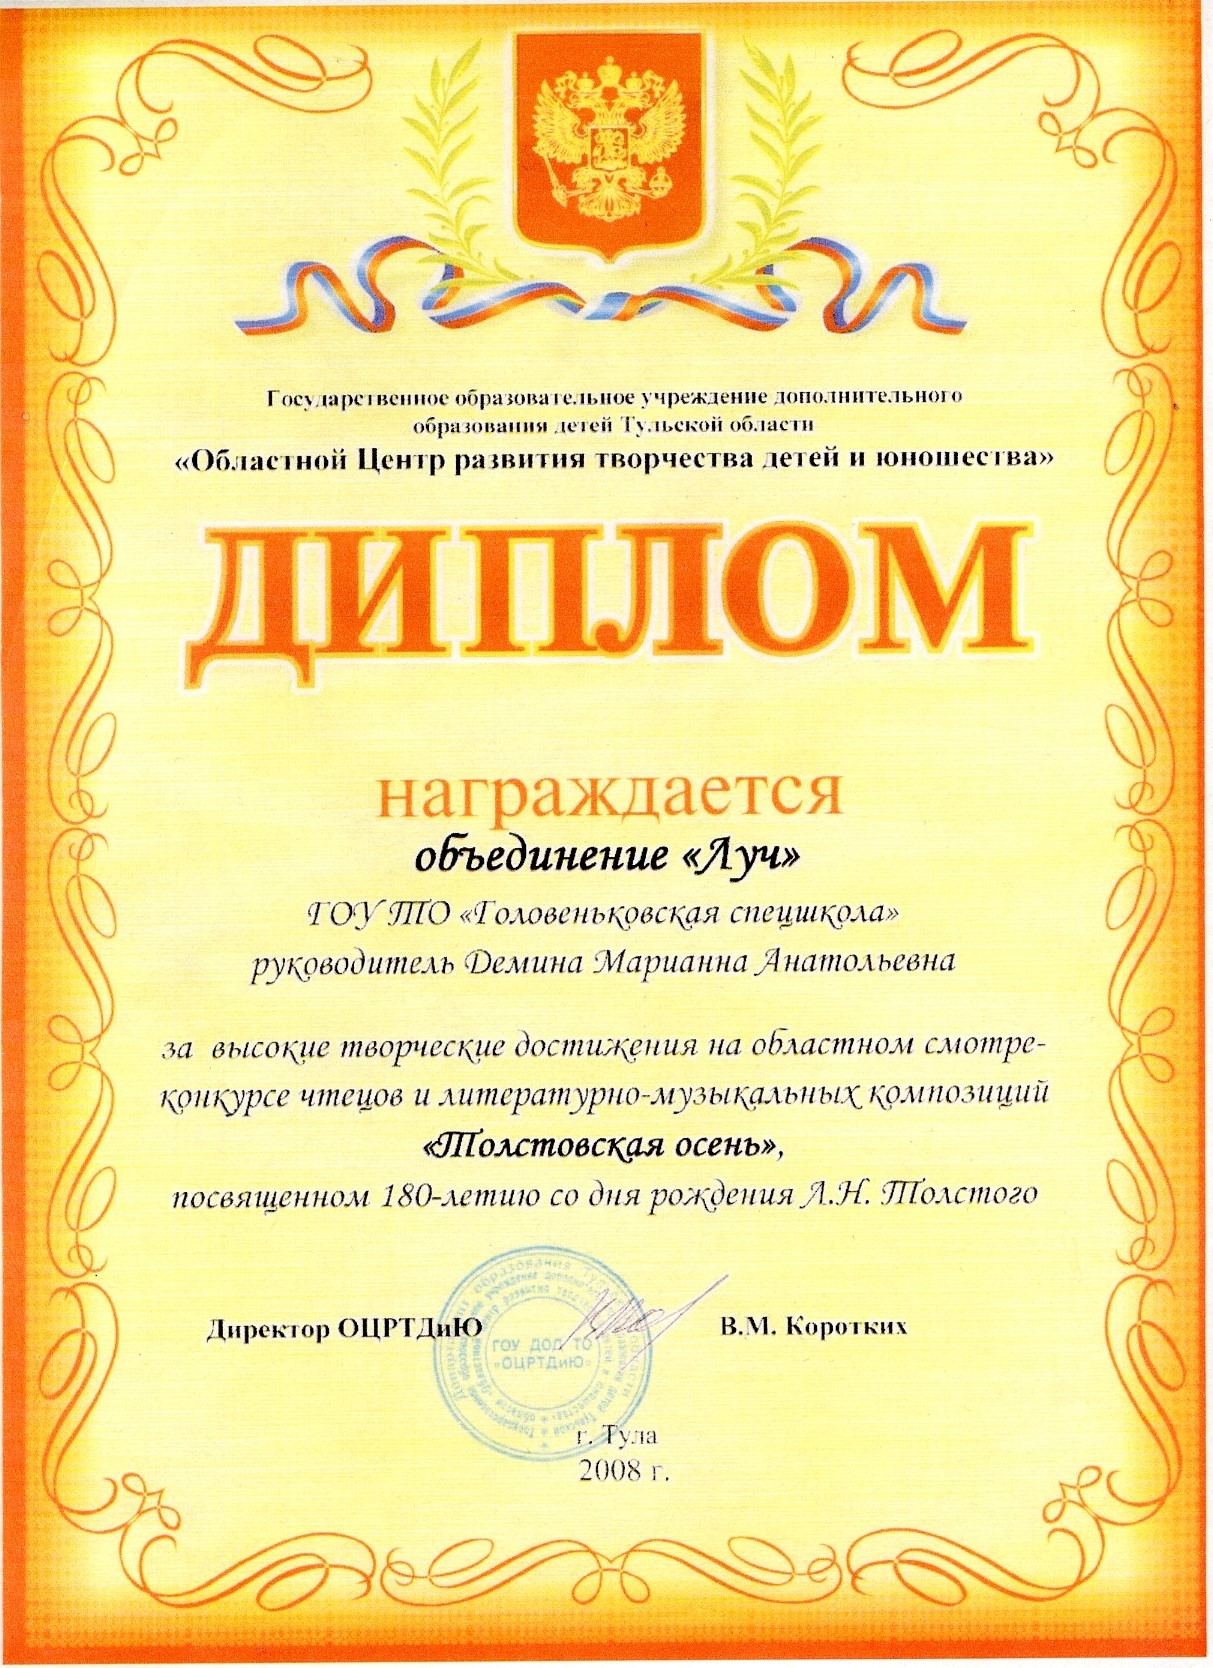 Государственное образовательное учреждение дополнительного
образования детей Тульской области
«Областной Центр развития творчества детей и юношества»
ДИПЛОМ
награждается
объединение «Луч»
ГОУ ТО «Головеньковская спецшкола»
руководитель Демина Марианна Анатольевна
за высокие творческие достижения на областном смотре-
конкурсе чтецов и литературно-музыкальных композиций
«Толстовская осень»,
посвященном 180-летию со дня рождения Л.Н. Толстого
Директор ОЦРТДиЮ В.М. Коротких
ГОУ ДОД ТО
«ОЦРТДиЮ»
г. Тула
2008 г.